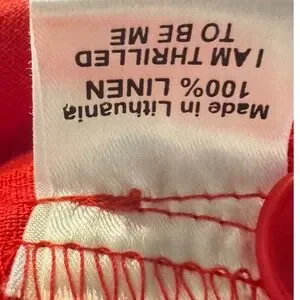 Made in Lithuania
100% LINEN
I AM THRILLED
TO BE ME